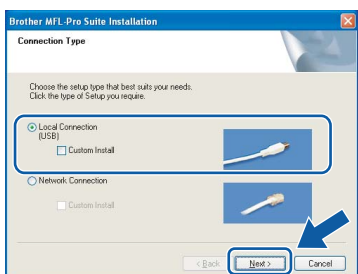 Brother MFL-Pro Suite Installation
Connection Type
Choose the setup type that best suits your needs.
Click the type of Setup you require.
Local Connection
(USB)
Custom Install
Network Connection
Custom Install
< Back
Next >
Cancel